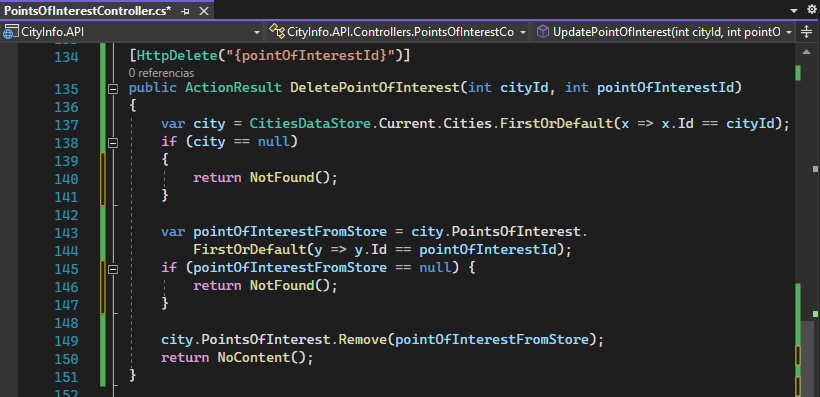 PointsOfInterestController.cs*
CityInfo.API CityInfo.API.Controllers.PointsOfInterestCo UpdatePointOfInterest(int cityId, int pointO
134 [HttpDelete("{pointOfInterestId}")]
0 referencias
135 public ActionResult DeletePointOfInterest(int cityId, int pointOfInterestId)
136 {
137 var city = CitiesDataStore.Current.Cities.FirstOrDefault(x => x.Id == cityId);
138 if (city == null)
139 {
140 return NotFound();
141 }
142
143 var pointOfInterestFromStore = city.PointsOfInterest.
144 FirstOrDefault(y => y.Id == pointOfInterestId);
145 if (pointOfInterestFromStore == null) {
146 return NotFound();
147 }
148
149 city.PointsOfInterest.Remove(pointOfInterestFromStore);
150 return NoContent();
151 }
152